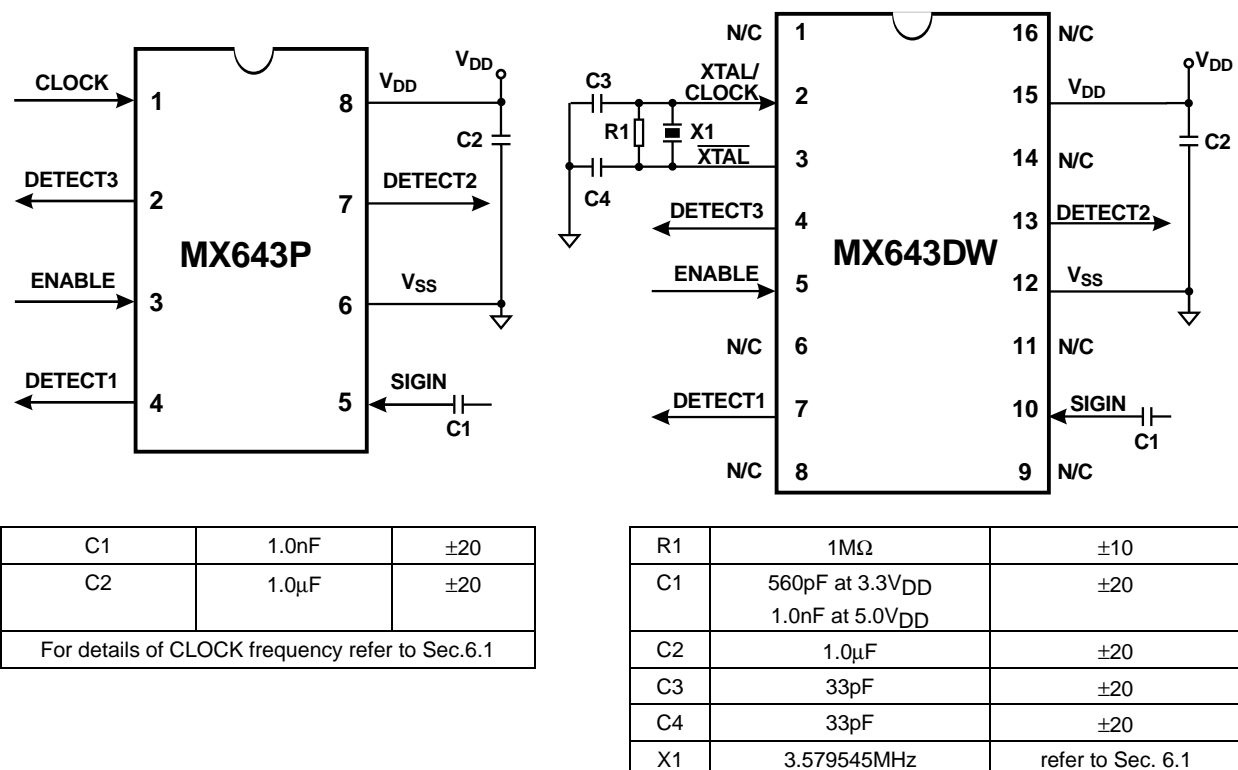 CLOCK
1
8
VDD
VDD
C2
DETECT3
2
7
DETECT2
MX643P
ENABLE
3
6
VSS
DETECT1
4
5
SIGIN
C1
N/C
1
16
N/C
C3
XTAL/
CLOCK
2
15
VDD
VDD
R1
X1
C2
XTAL
3
14
N/C
C4
DETECT3
4
13
DETECT2
MX643DW
ENABLE
5
12
VSS
N/C
6
11
N/C
DETECT1
7
10
SIGIN
C1
N/C
8
9
N/C
C1 1.0nF ±20
C2 1.0μF ±20
For details of CLOCK frequency refer to Sec.6.1
R1 1MΩ ±10
C1 560pF at 3.3VDD ±20
1.0nF at 5.0VDD
C2 1.0μF ±20
C3 33pF ±20
C4 33pF ±20
X1 3.579545MHz refer to Sec. 6.1